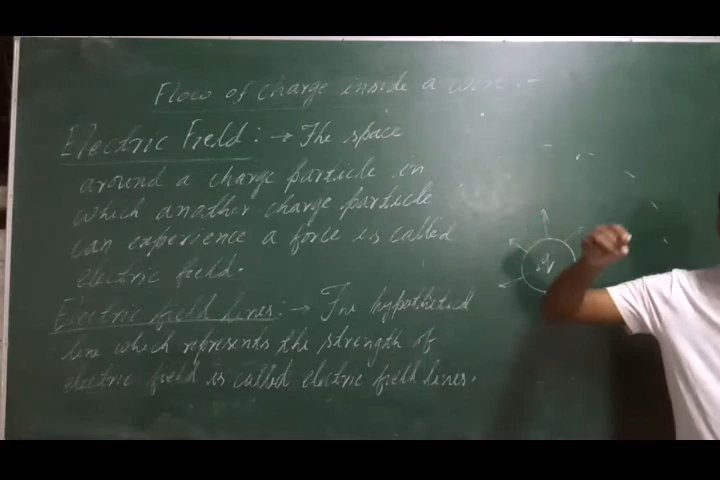 Flow of charge inside a wire :-
Electric Field : → The space
around a charge particle in
which another charge particle
can experience a force is called
electric field.
Electric field lines : → The hypothetical
line which represents the strength of
electric field is called electric field lines.
q